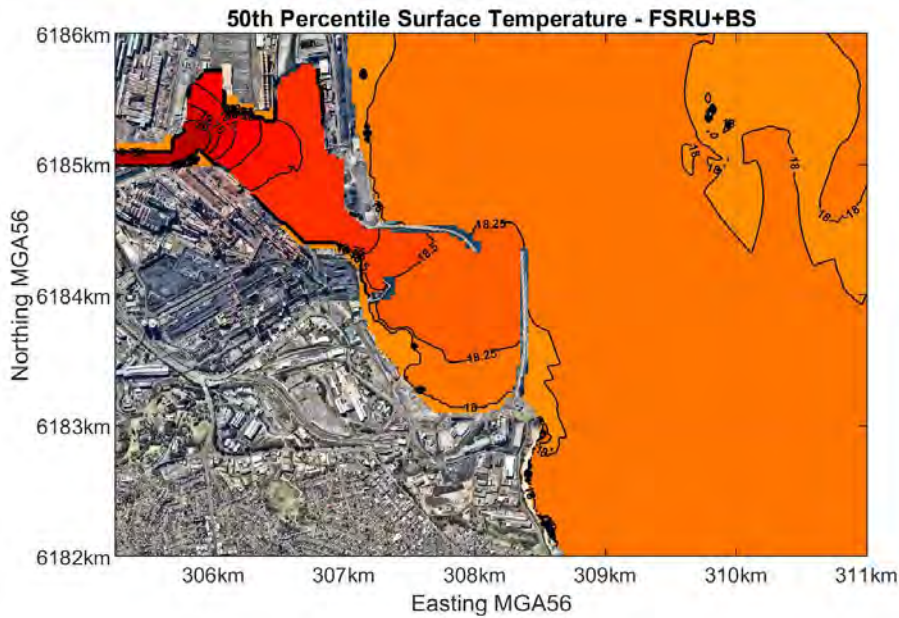 50th Percentile Surface Temperature - FSRU+BS
6186km
6185km
6184km
6183km
6182km
Northing MGA56
18.25
18.5
18.25
18
18
18
18
18
306km
307km
308km
309km
310km
311km
Easting MGA56